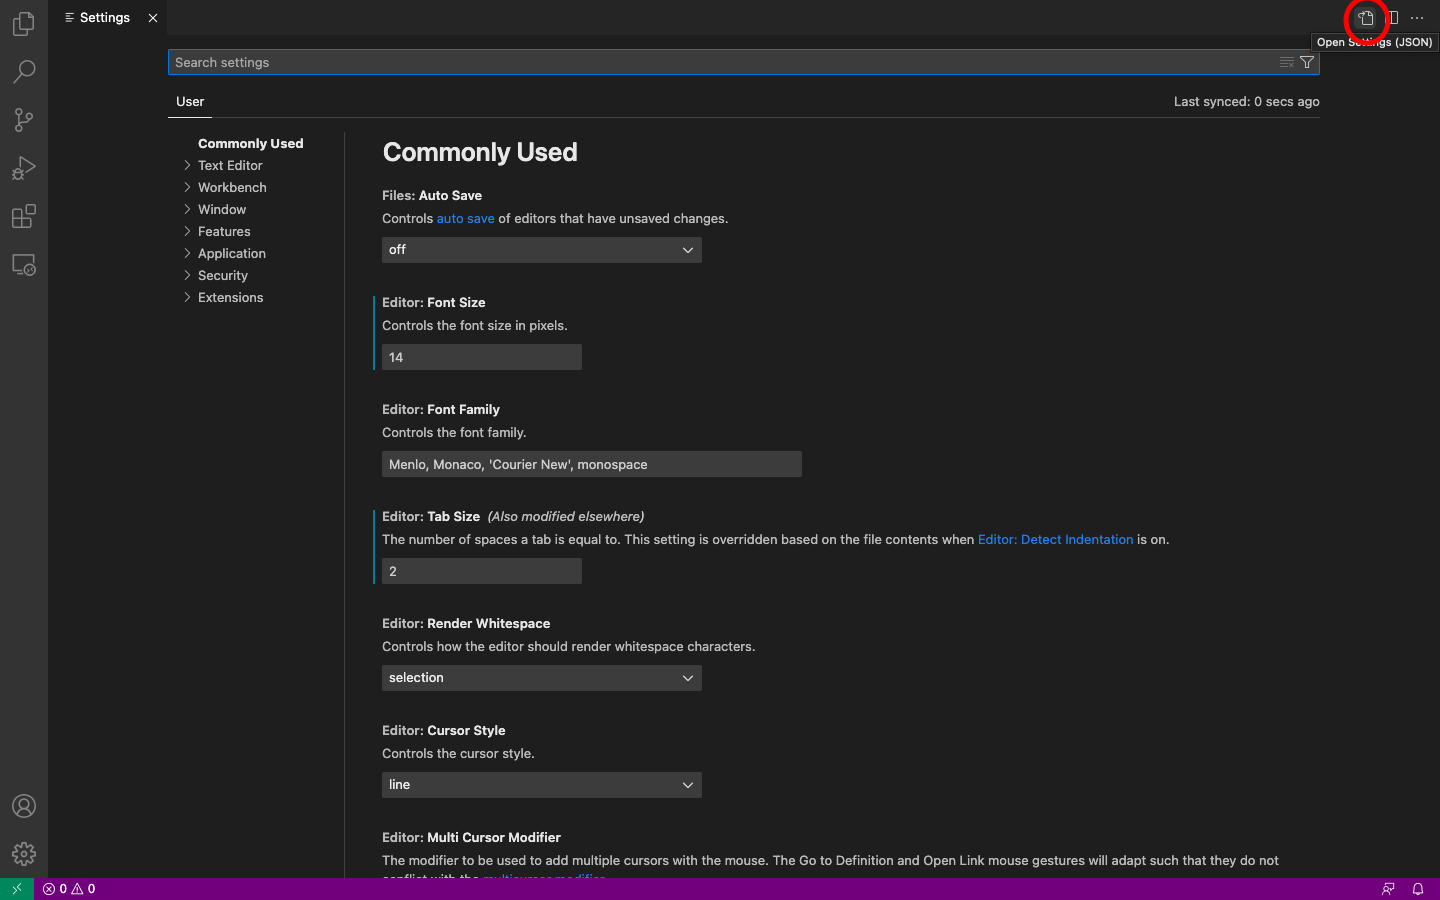 Settings
Open Settings (JSON)
Search settings
User
Last synced: 0 secs ago
Commonly Used
Text Editor
Workbench
Window
Features
Application
Security
Extensions
Commonly Used
Files: Auto Save
Controls auto save of editors that have unsaved changes.
off
Editor: Font Size
Controls the font size in pixels.
14
Editor: Font Family
Controls the font family.
Menlo, Monaco, 'Courier New', monospace
Editor: Tab Size (Also modified elsewhere)
The number of spaces a tab is equal to. This setting is overridden based on the file contents when Editor: Detect Indentation is on.
2
Editor: Render Whitespace
Controls how the editor should render whitespace characters.
selection
Editor: Cursor Style
Controls the cursor style.
line
Editor: Multi Cursor Modifier
The modifier to be used to add multiple cursors with the mouse. The Go to Definition and Open Link mouse gestures will adapt such that they do not
conflict with the multicursor modifier.
0 0